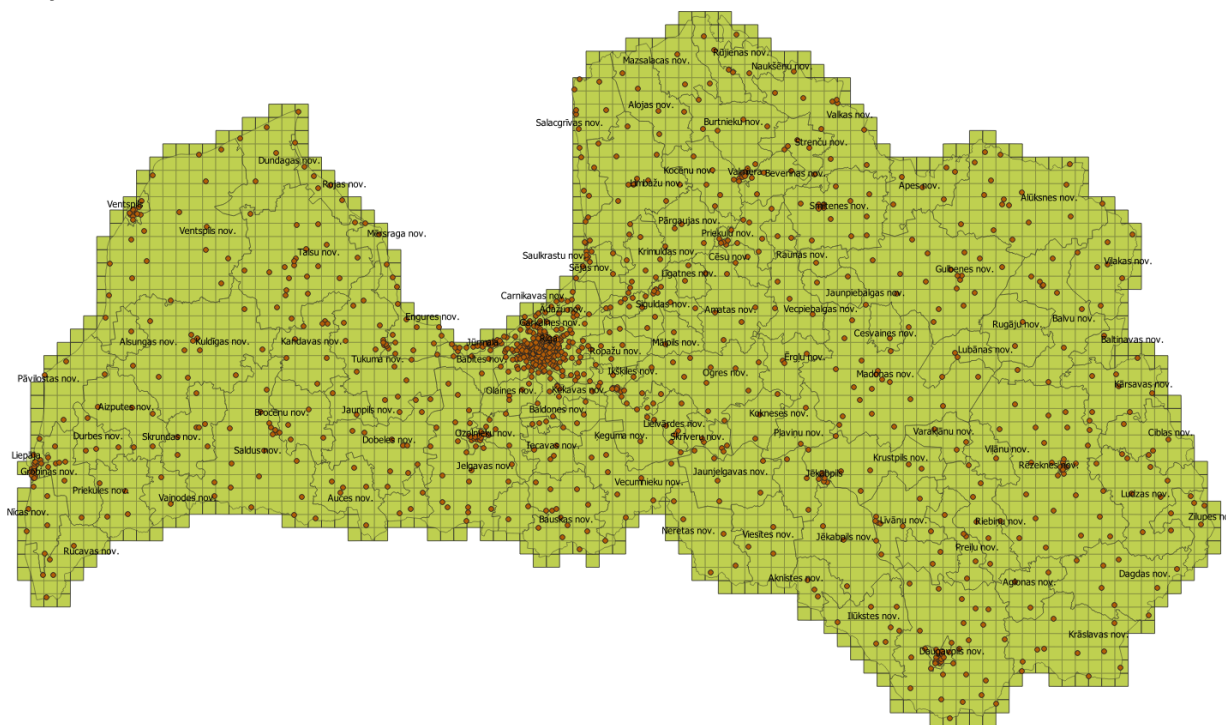 Rūjienas nov.
Mazsalacas nov.
Naukšēnu nov.
Alojas nov.
Valkas nov.
Salacgrīvas nov.
Burtnieku nov.
Strenču nov.
Dundagas nov.
Kocēnu nov.
Valmiera
Beverīnas nov.
Rojas nov.
Limbažu nov.
Apes nov.
Alūksnes nov.
Ventspils
Smiltenes nov.
Pārgaujas nov.
Ventspils nov.
Mērsraga nov.
Priekuļu nov.
Talsu nov.
Saulkrastu nov.
Krimuldas nov.
Cēsu nov.
Raunas nov.
Viļakas nov.
Sējas nov.
Līgatnes nov.
Gulbenes nov.
Carnikavas nov.
Jaunpiebalgas nov.
Ādažu nov.
Siguldas nov.
Amatas nov.
Vecpiebalgas nov.
Engures nov.
Garkalnes nov.
Rugāju nov.
Balvu nov.
Alsungas nov.
Kuldīgas nov.
Kandavas nov.
Jūrmala
Rīga
Mālpils nov.
Cesvaines nov.
Baltinavas nov.
Tukuma nov.
Babītes nov.
Ropažu nov.
Ērgļu nov.
Lubānas nov.
Pāvilostas nov.
Ikšķiles nov.
Ogres nov.
Madonas nov.
Kārsavas nov.
Olaines nov.
Ķekavas nov.
Aizputes nov.
Brocēnu nov.
Jaunpils nov.
Baldones nov.
Kokneses nov.
Lielvārdes nov.
Durbes nov.
Skrundas nov.
Dobeles nov.
Ozolnieku nov.
Iecavas nov.
Ķeguma nov.
Skrīveru nov.
Pļaviņu nov.
Varakļānu nov.
Ciblas nov.
Liepāja
Saldus nov.
Viļānu nov.
Grobiņas nov.
Jelgavas nov.
Jaunjelgavas nov.
Jēkabpils
Krustpils nov.
Rēzeknes nov.
Priekules nov.
Vaiņodes nov.
Auces nov.
Vecumnieku nov.
Ludzas nov.
Nīcas nov.
Bauskas nov.
Līvānu nov.
Riebiņu nov.
Zilupes no
Neretas nov.
Viesītes nov.
Jēkabpils nov.
Rucavas nov.
Preiļu nov.
Aknīstes nov.
Aglonas nov.
Dagdas nov.
Ilūkstes nov.
Krāslavas nov.
Daugavpils nov.